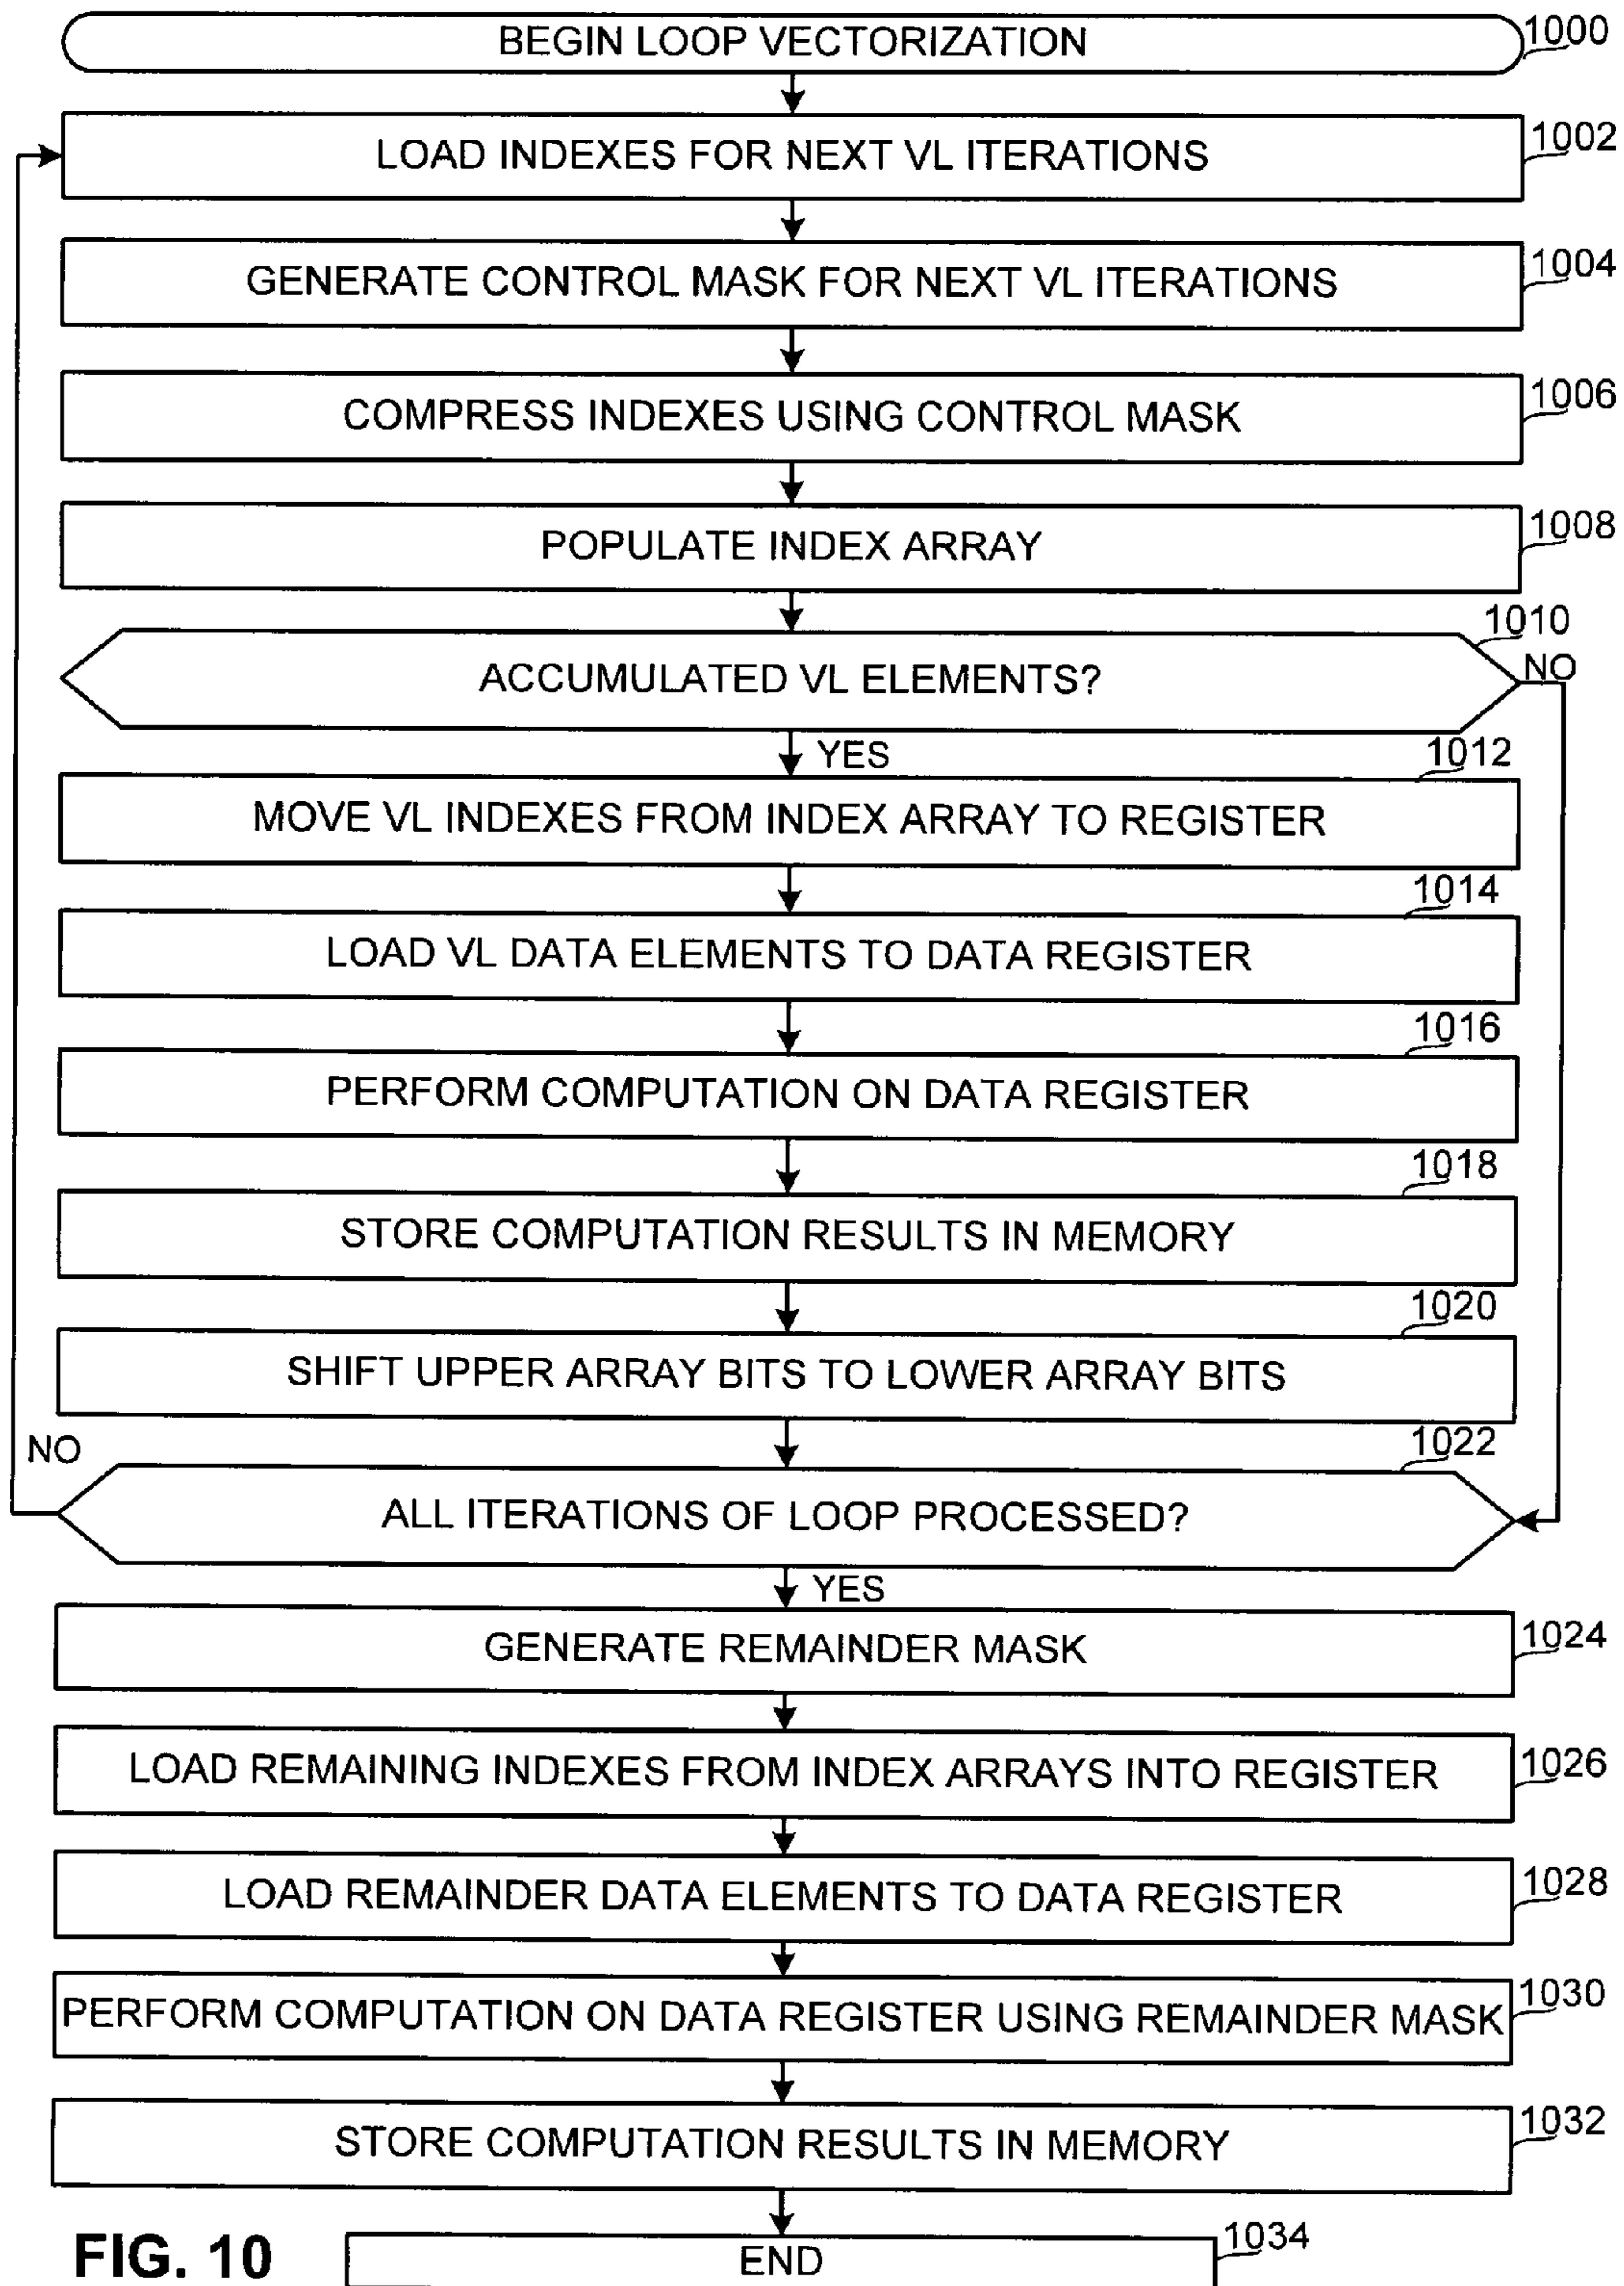 BEGIN LOOP VECTORIZATION
1000
LOAD INDEXES FOR NEXT VL ITERATIONS
1002
GENERATE CONTROL MASK FOR NEXT VL ITERATIONS
1004
COMPRESS INDEXES USING CONTROL MASK
1006
POPULATE INDEX ARRAY
1008
1010
ACCUMULATED VL ELEMENTS?
NO
YES
1012
MOVE VL INDEXES FROM INDEX ARRAY TO REGISTER
1014
LOAD VL DATA ELEMENTS TO DATA REGISTER
1016
PERFORM COMPUTATION ON DATA REGISTER
1018
STORE COMPUTATION RESULTS IN MEMORY
1020
SHIFT UPPER ARRAY BITS TO LOWER ARRAY BITS
NO
1022
ALL ITERATIONS OF LOOP PROCESSED?
YES
GENERATE REMAINDER MASK
1024
LOAD REMAINING INDEXES FROM INDEX ARRAYS INTO REGISTER
1026
LOAD REMAINDER DATA ELEMENTS TO DATA REGISTER
1028
PERFORM COMPUTATION ON DATA REGISTER USING REMAINDER MASK
1030
STORE COMPUTATION RESULTS IN MEMORY
1032
FIG. 10
END
1034